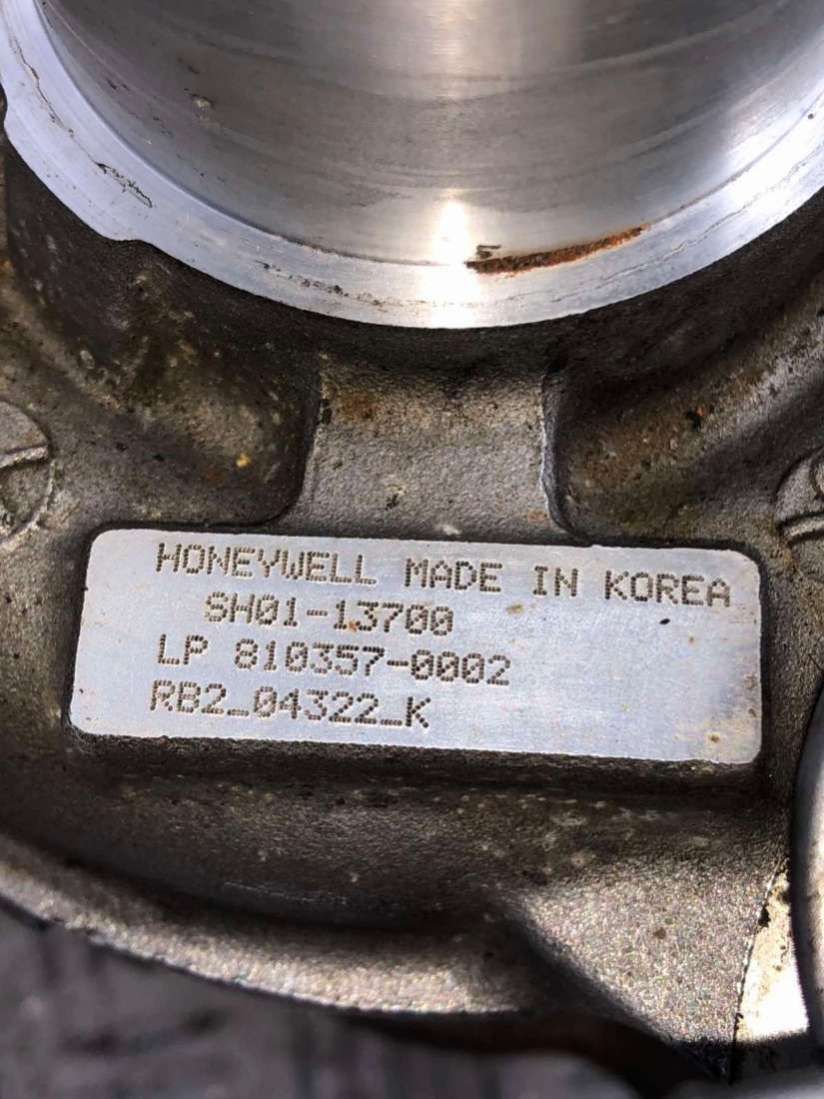 HONEYWELL MADE IN KOREA
SH01-13700
LP 810357-0002
RB2_04322_K